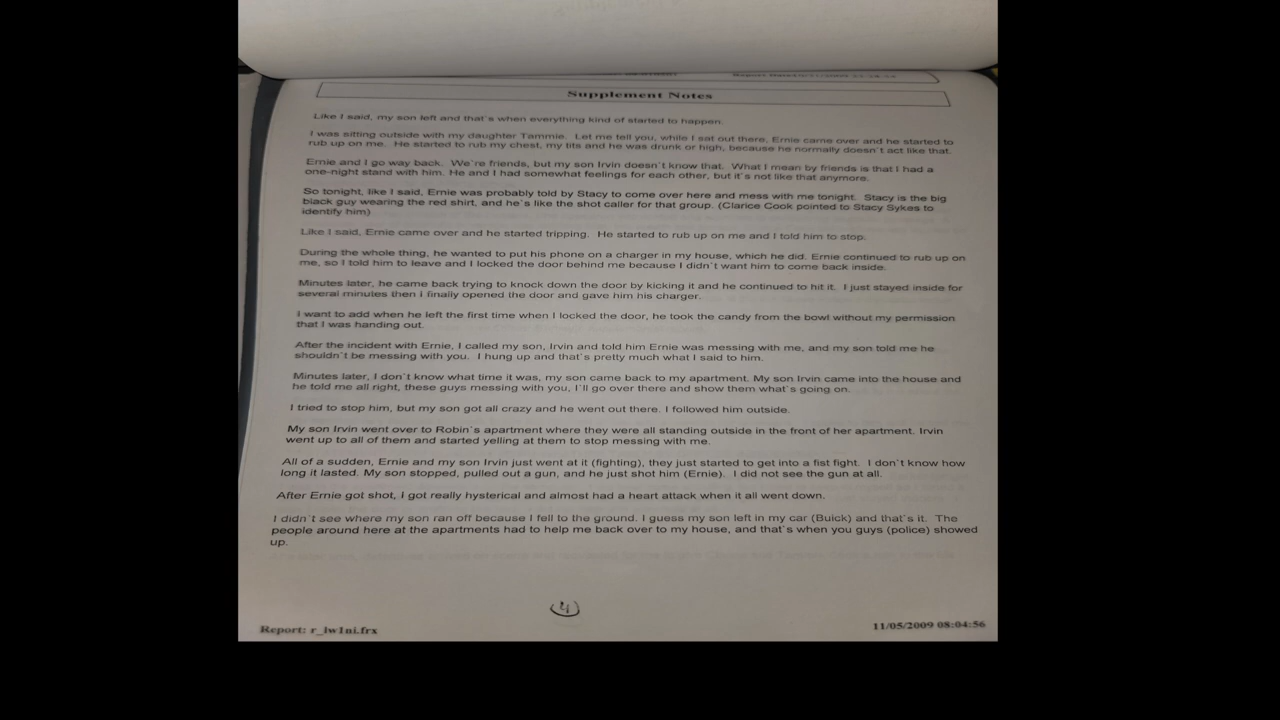 Supplement Notes
Like I said, my son left and that's when everything kind of started to happen.
I was sitting outside with my daughter Tammie. Let me tell you, while I sat out there, Ernie came over and he started to
rub up on me. He started to rub my chest, my tits and he was drunk or high, because he normally doesn't act like that.
Ernie and I go way back. We're friends, but my son Irvin doesn't know that. What I mean by friends is that I had a
one-night stand with him. He and I had somewhat feelings for each other, but it's not like that anymore.
So tonight, like I said, Ernie was probably told by Stacy to come over here and mess with me tonight. Stacy is the big
black guy wearing the red shirt, and he's like the shot caller for that group. (Clarice Cook pointed to Stacy Sykes to
identify him)
Like I said, Ernie came over and he started tripping. He started to rub up on me and I told him to stop.
During the whole thing, he wanted to put his phone on a charger in my house, which he did. Ernie continued to rub up on
me, so I told him to leave and I locked the door behind me because I didn't want him to come back inside.
Minutes later, he came back trying to knock down the door by kicking it and he continued to hit it. I just stayed inside for
several minutes then I finally opened the door and gave him his charger.
I want to add when he left the first time when I locked the door, he took the candy from the bowl without my permission
that I was handing out.
After the incident with Ernie, I called my son, Irvin and told him Ernie was messing with me, and my son told me he
shouldn't be messing with you. I hung up and that's pretty much what I said to him.
Minutes later, I don't know what time it was, my son came back to my apartment. My son Irvin came into the house and
he told me all right, these guys messing with you, I'll go over there and show them what's going on.
I tried to stop him, but my son got all crazy and he went out there. I followed him outside.
My son Irvin went over to Robin's apartment where they were all standing outside in the front of her apartment. Irvin
went up to all of them and started yelling at them to stop messing with me.
All of a sudden, Ernie and my son Irvin just went at it (fighting), they just started to get into a fist fight. I don't know how
long it lasted. My son stopped, pulled out a gun, and he just shot him (Ernie). I did not see the gun at all.
After Ernie got shot, I got really hysterical and almost had a heart attack when it all went down.
I didn't see where my son ran off because I fell to the ground. I guess my son left in my car (Buick) and that's it. The
people around here at the apartments had to help me back over to my house, and that's when you guys (police) showed
up.
4
Report: r_lw1ni.frx
11/05/2009 08:04:56